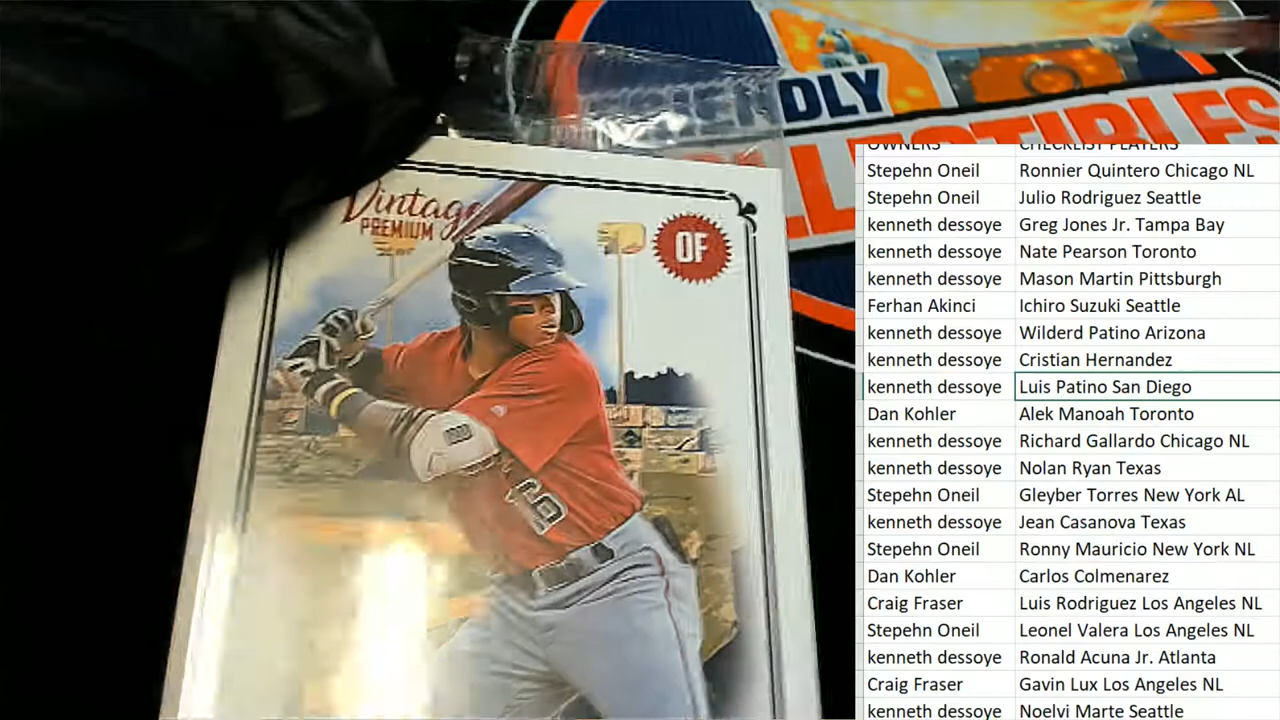 Vintage
PREMIUM
OF
16
NDLY
LLECTIBLES
OWNERS CHECKLIST PLAYERS
Stepehn Oneil Ronnier Quintero Chicago NL
Stepehn Oneil Julio Rodriguez Seattle
kenneth dessoye Greg Jones Jr. Tampa Bay
kenneth dessoye Nate Pearson Toronto
kenneth dessoye Mason Martin Pittsburgh
Ferhan Akinci Ichiro Suzuki Seattle
kenneth dessoye Wilderd Patino Arizona
kenneth dessoye Cristian Hernandez
kenneth dessoye Luis Patino San Diego
Dan Kohler Alek Manoah Toronto
kenneth dessoye Richard Gallardo Chicago NL
kenneth dessoye Nolan Ryan Texas
Stepehn Oneil Gleyber Torres New York AL
kenneth dessoye Jean Casanova Texas
Stepehn Oneil Ronny Mauricio New York NL
Dan Kohler Carlos Colmenarez
Craig Fraser Luis Rodriguez Los Angeles NL
Stepehn Oneil Leonel Valera Los Angeles NL
kenneth dessoye Ronald Acuna Jr. Atlanta
Craig Fraser Gavin Lux Los Angeles NL
kenneth dessoye Noelvi Marte Seattle